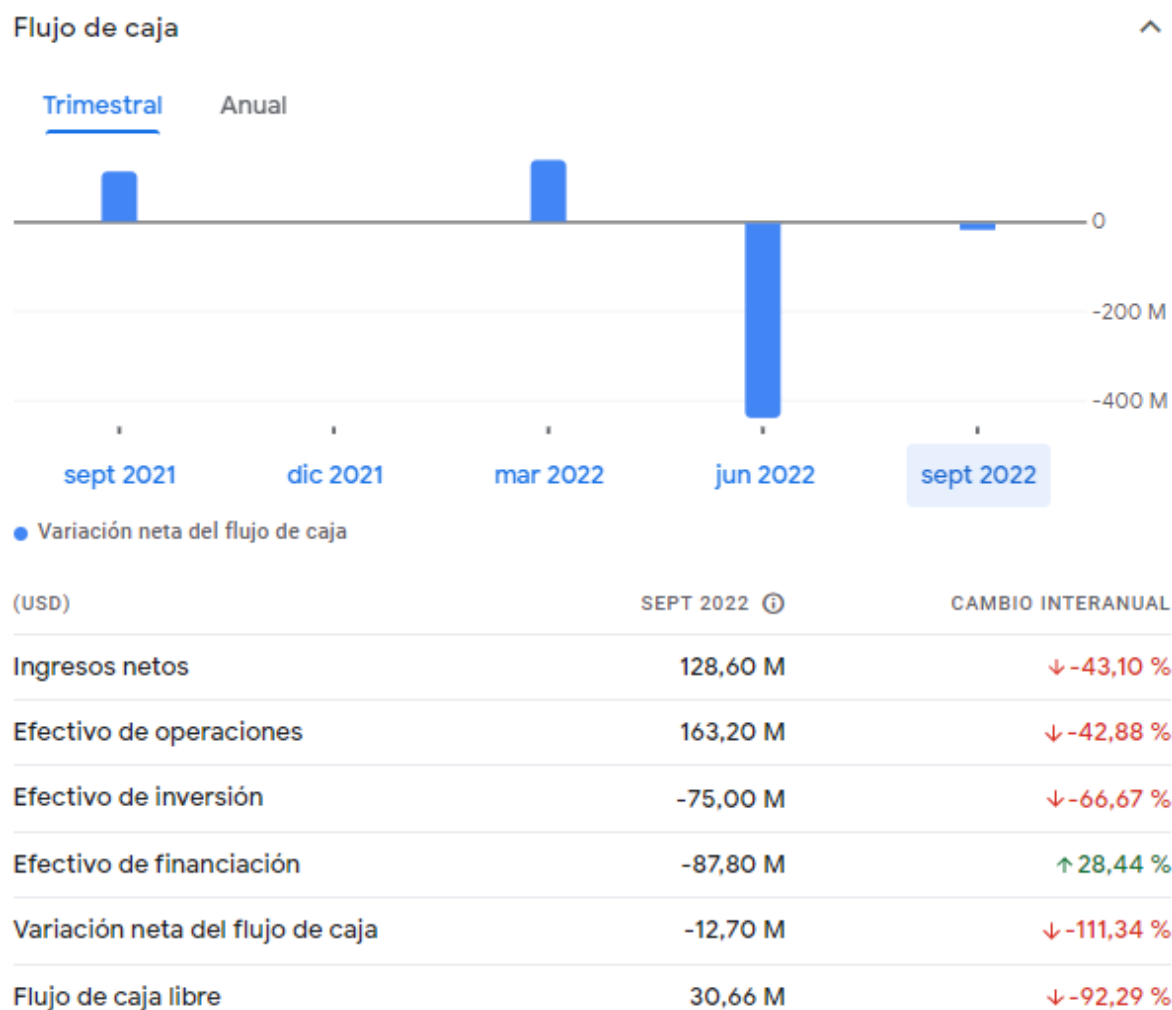 Flujo de caja
Trimestral Anual
0
-200 M
-400 M
sept 2021 dic 2021 mar 2022 jun 2022 sept 2022
Variación neta del flujo de caja
(USD) SEPT 2022 CAMBIO INTERANUAL
Ingresos netos 128,60 M ↓-43,10 %
Efectivo de operaciones 163,20 M ↓-42,88 %
Efectivo de inversión -75,00 M ↓-66,67 %
Efectivo de financiación -87,80 M ↑28,44 %
Variación neta del flujo de caja -12,70 M ↓-111,34 %
Flujo de caja libre 30,66 M ↓-92,29 %